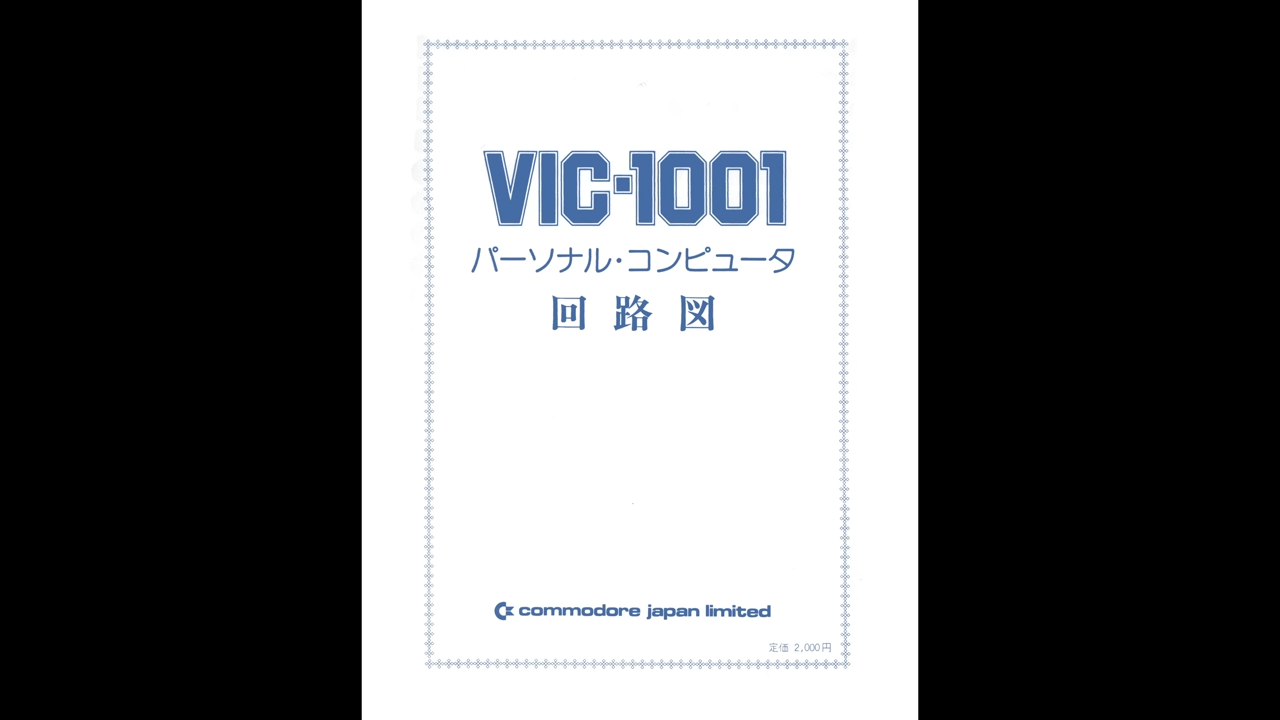 VIC-1001
パーソナル・コンピュータ
回路図
commodore japan limited
定価 2,000円